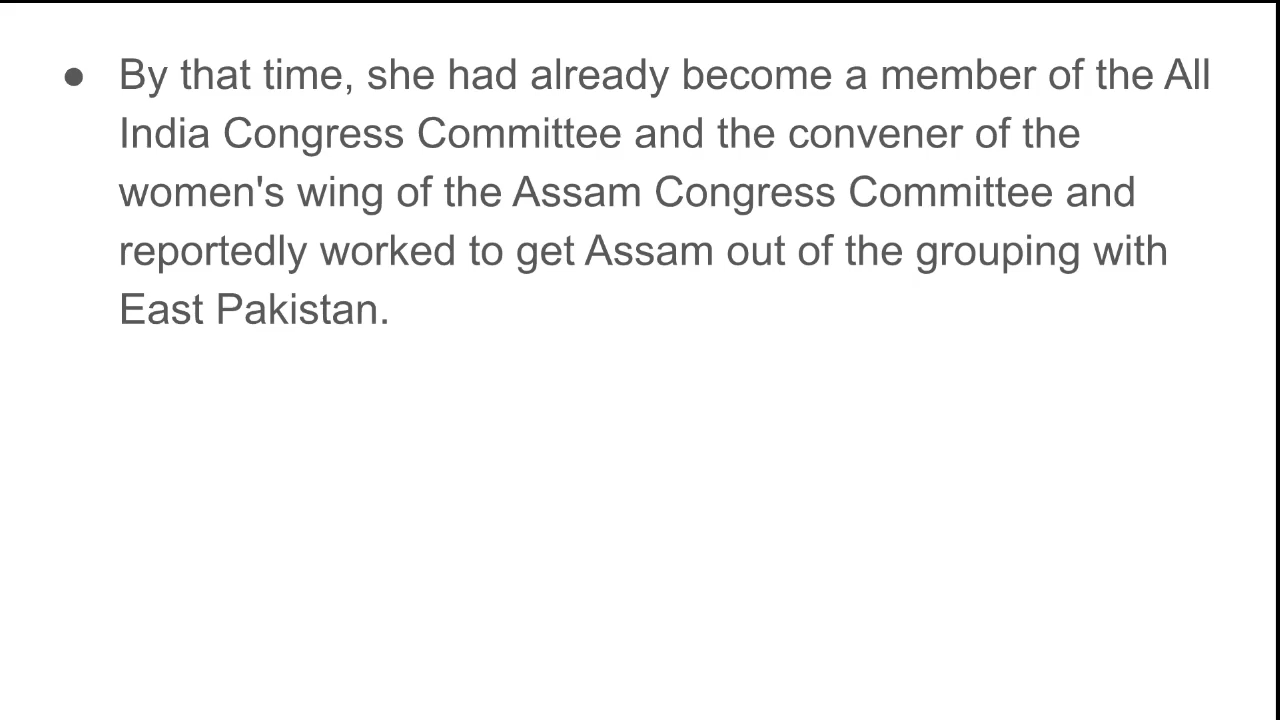 ● By that time, she had already become a member of the All
India Congress Committee and the convener of the
women's wing of the Assam Congress Committee and
reportedly worked to get Assam out of the grouping with
East Pakistan.